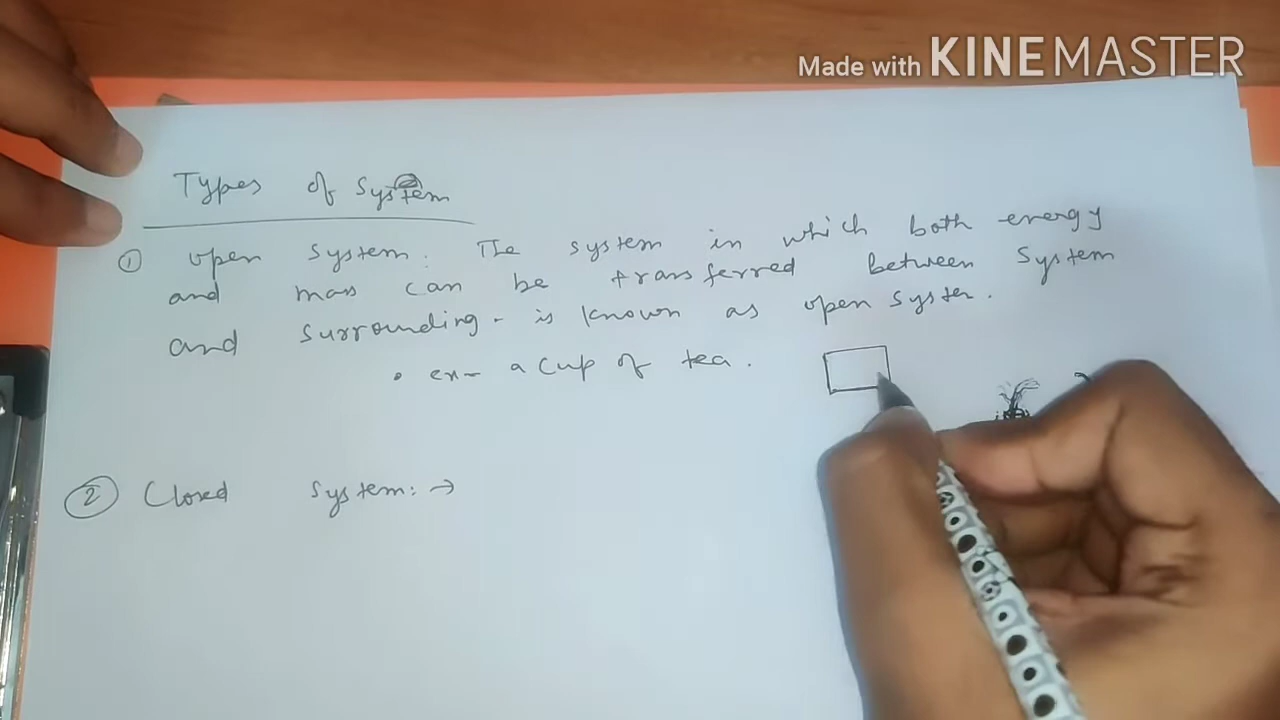 Made with KINEMASTER
Types of System
① open system: The system in which both energy
and mass can be transferred between System
and surrounding - is known as open system.
• ex- a cup of tea.
② Closed System: →